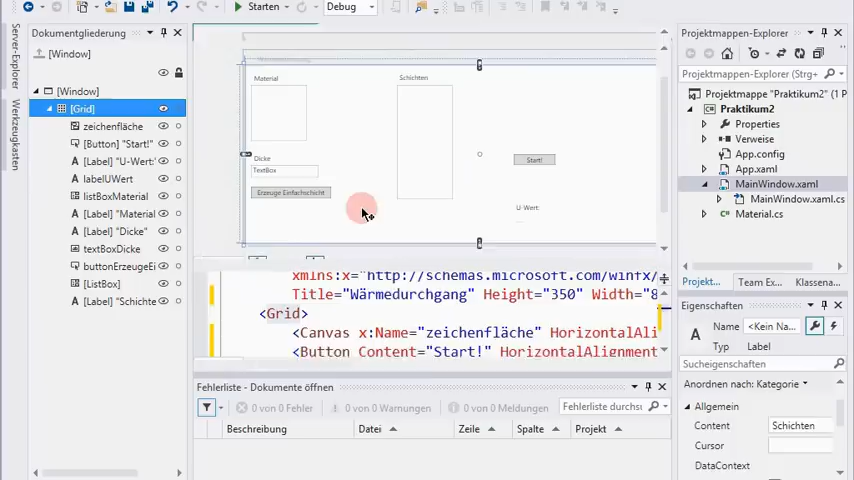 Starten
Debug
Server-Explorer
Werkzeugkasten
Dokumentgliederung
[Window]
[Window]
[Grid]
zeichenfläche
[Button] "Start!"
[Label] "U-Wert:
labelUWert
listBoxMaterial
[Label] "Material
[Label] "Dicke"
textBoxDicke
buttonErzeugeEi
[ListBox]
[Label] "Schichte
Material
Schichten
Dicke
TextBox
Erzeuge Einfachschicht
Start!
U-Wert:
xmlns:x="http://schemas.microsoft.com/winfx/
Title="Wärmedurchgang" Height="350" Width="8
<Grid>
<Canvas x:Name="zeichenfläche" HorizontalAli
<Button Content="Start!" HorizontalAlignment
Fehlerliste - Dokumente öffnen
0 von 0 Fehler
0 von 0 Warnungen
0 von 0 Meldungen
Fehlerliste durchsu
Beschreibung
Datei
Zeile
Spalte
Projekt
Projektmappen-Explorer
Projektmappen-Explorer (Strg+
Projektmappe "Praktikum2" (1 P
Praktikum2
Properties
Verweise
App.config
App.xaml
MainWindow.xaml
MainWindow.xaml.cs
Material.cs
Projekt...
Team Ex...
Klassena...
Eigenschaften
Name
<Kein Na...
Typ
Label
Sucheigenschaften
Anordnen nach: Kategorie
Allgemein
Content
Schichten
Cursor
DataContext